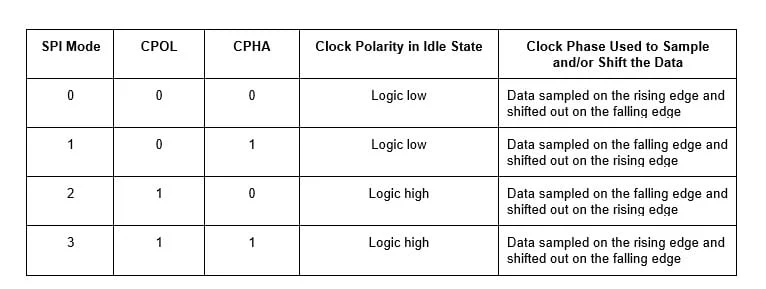 SPI Mode CPOL CPHA Clock Polarity in Idle State Clock Phase Used to Sample
and/or Shift the Data
0 0 0 Logic low Data sampled on the rising edge and
shifted out on the falling edge
1 0 1 Logic low Data sampled on the falling edge and
shifted out on the rising edge
2 1 0 Logic high Data sampled on the falling edge and
shifted out on the rising edge
3 1 1 Logic high Data sampled on the rising edge and
shifted out on the falling edge